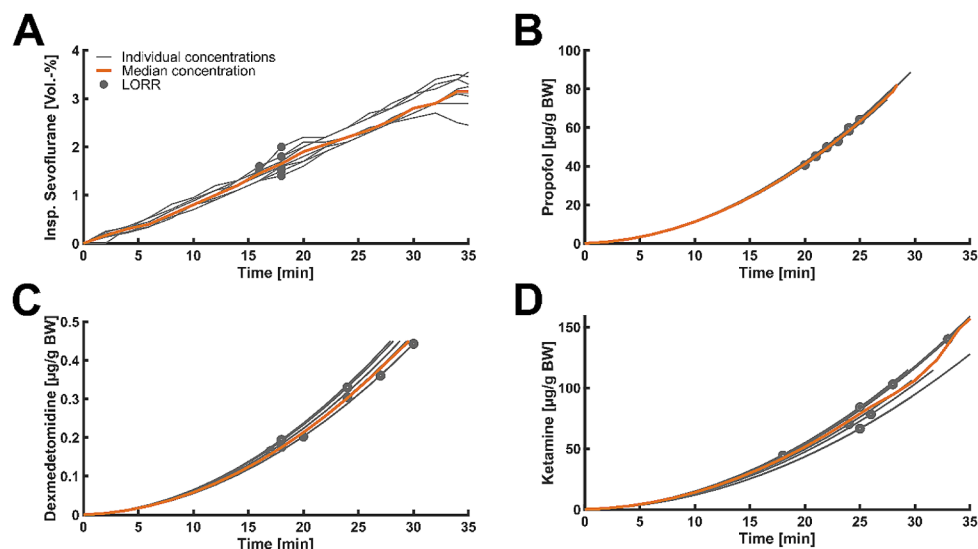 A
Insp. Sevoflurane [Vol.-%]
4
3
2
1
0
Individual concentrations
Median concentration
LORR
0 5 10 15 20 25 30 35
Time [min]
B
Propofol [µg/g BW]
100
80
60
40
20
0
0 5 10 15 20 25 30 35
Time [min]
C
Dexmedetomidine [µg/g BW]
0.5
0.4
0.3
0.2
0.1
0
0 5 10 15 20 25 30 35
Time [min]
D
Ketamine [µg/g BW]
150
100
50
0
0 5 10 15 20 25 30 35
Time [min]